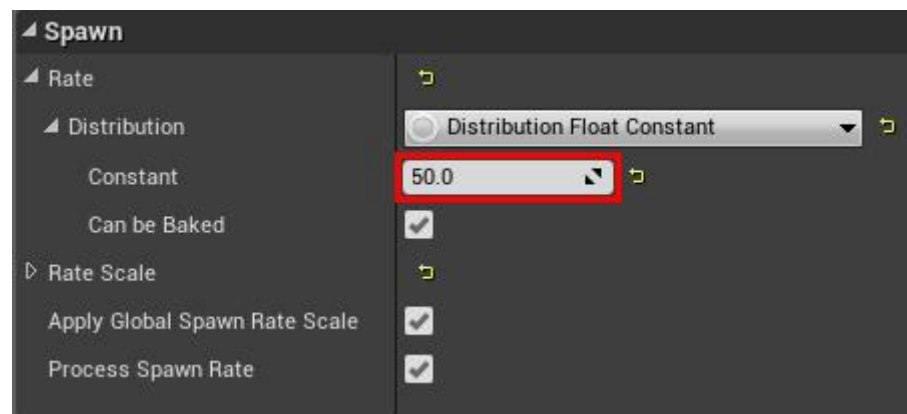 Spawn
Rate
Distribution Distribution Float Constant
Constant 50.0
Can be Baked
Rate Scale
Apply Global Spawn Rate Scale
Process Spawn Rate